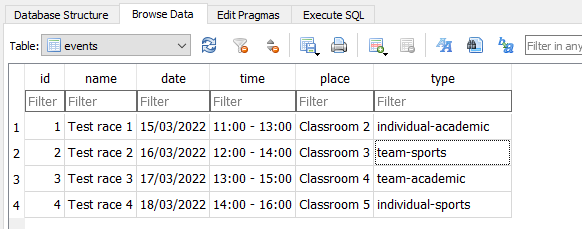 Database Structure Browse Data Edit Pragmas Execute SQL
Table: events Filter in any
id name date time place type
Filter Filter Filter Filter Filter Filter
1 1 Test race 1 15/03/2022 11:00 - 13:00 Classroom 2 individual-academic
2 2 Test race 2 16/03/2022 12:00 - 14:00 Classroom 3 team-sports
3 3 Test race 3 17/03/2022 13:00 - 15:00 Classroom 4 team-academic
4 4 Test race 4 18/03/2022 14:00 - 16:00 Classroom 5 individual-sports